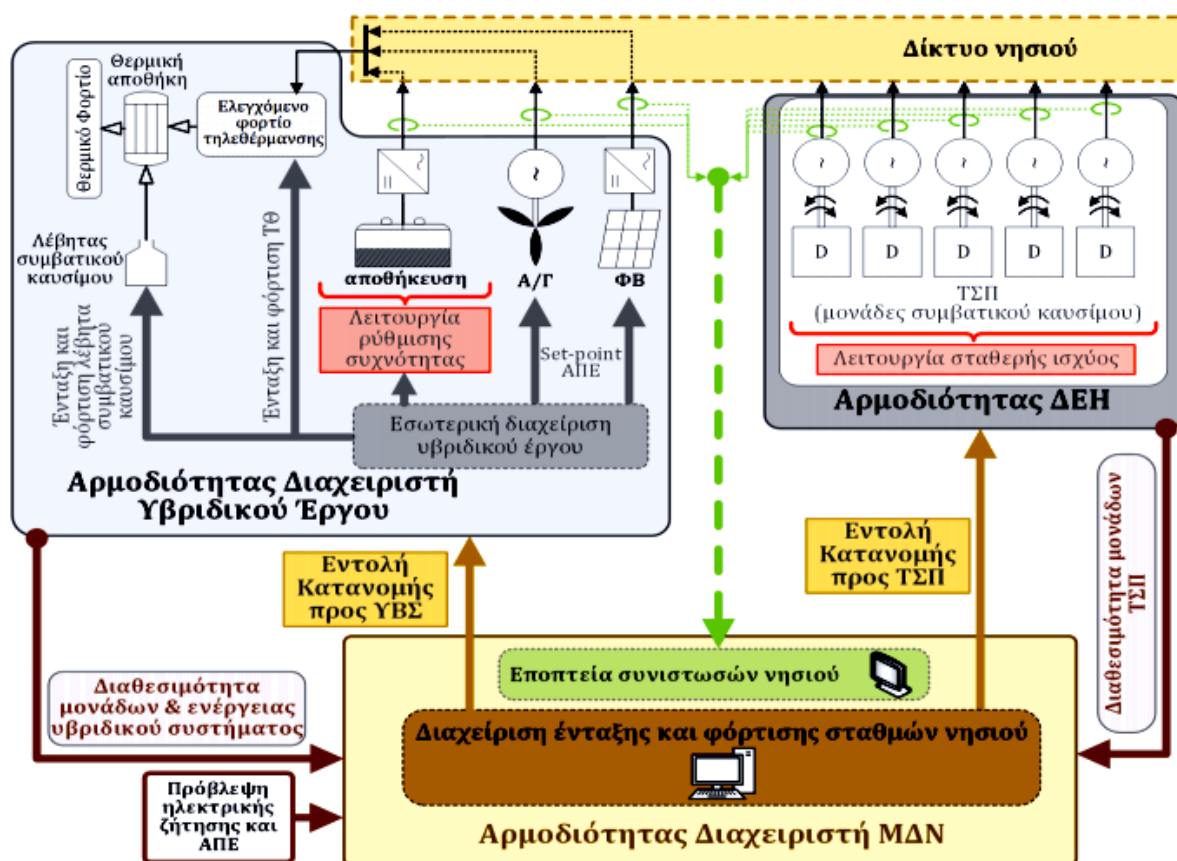 Δίκτυο νησιού
Θερμική
αποθήκη
Θερμικό Φορτίο
Ελεγχόμενο
φορτίο
τηλεθέρμανσης
~
=
~
~
~
~
~
~
~
D
D
D
D
D
Λέβητας
συμβατικού
καυσίμου
αποθήκευση
Α/Γ
ΦΒ
ΤΣΠ
(μονάδες συμβατικού καυσίμου)
Λειτουργία σταθερής ισχύος
Αρμοδιότητας ΔΕΗ
Λειτουργία
ρύθμισης
συχνότητας
Set-point
ΑΠΕ
Ένταξη και
φόρτιση λέβητα
συμβατικού
καυσίμου
Ένταξη και φόρτιση ΤΘ
Εσωτερική διαχείριση
υβριδικού έργου
Αρμοδιότητας Διαχειριστή
Υβριδικού Έργου
Εντολή
Κατανομής
προς ΥΒΣ
Εντολή
Κατανομής
προς ΤΣΠ
Διαθεσιμότητα μονάδων
ΤΣΠ
Εποπτεία συνιστωσών νησιού
Διαθεσιμότητα
μονάδων & ενέργειας
υβριδικού συστήματος
Διαχείριση ένταξης και φόρτισης σταθμών νησιού
Πρόβλεψη
ηλεκτρικής
ζήτησης και
ΑΠΕ
Αρμοδιότητας Διαχειριστή ΜΔΝ